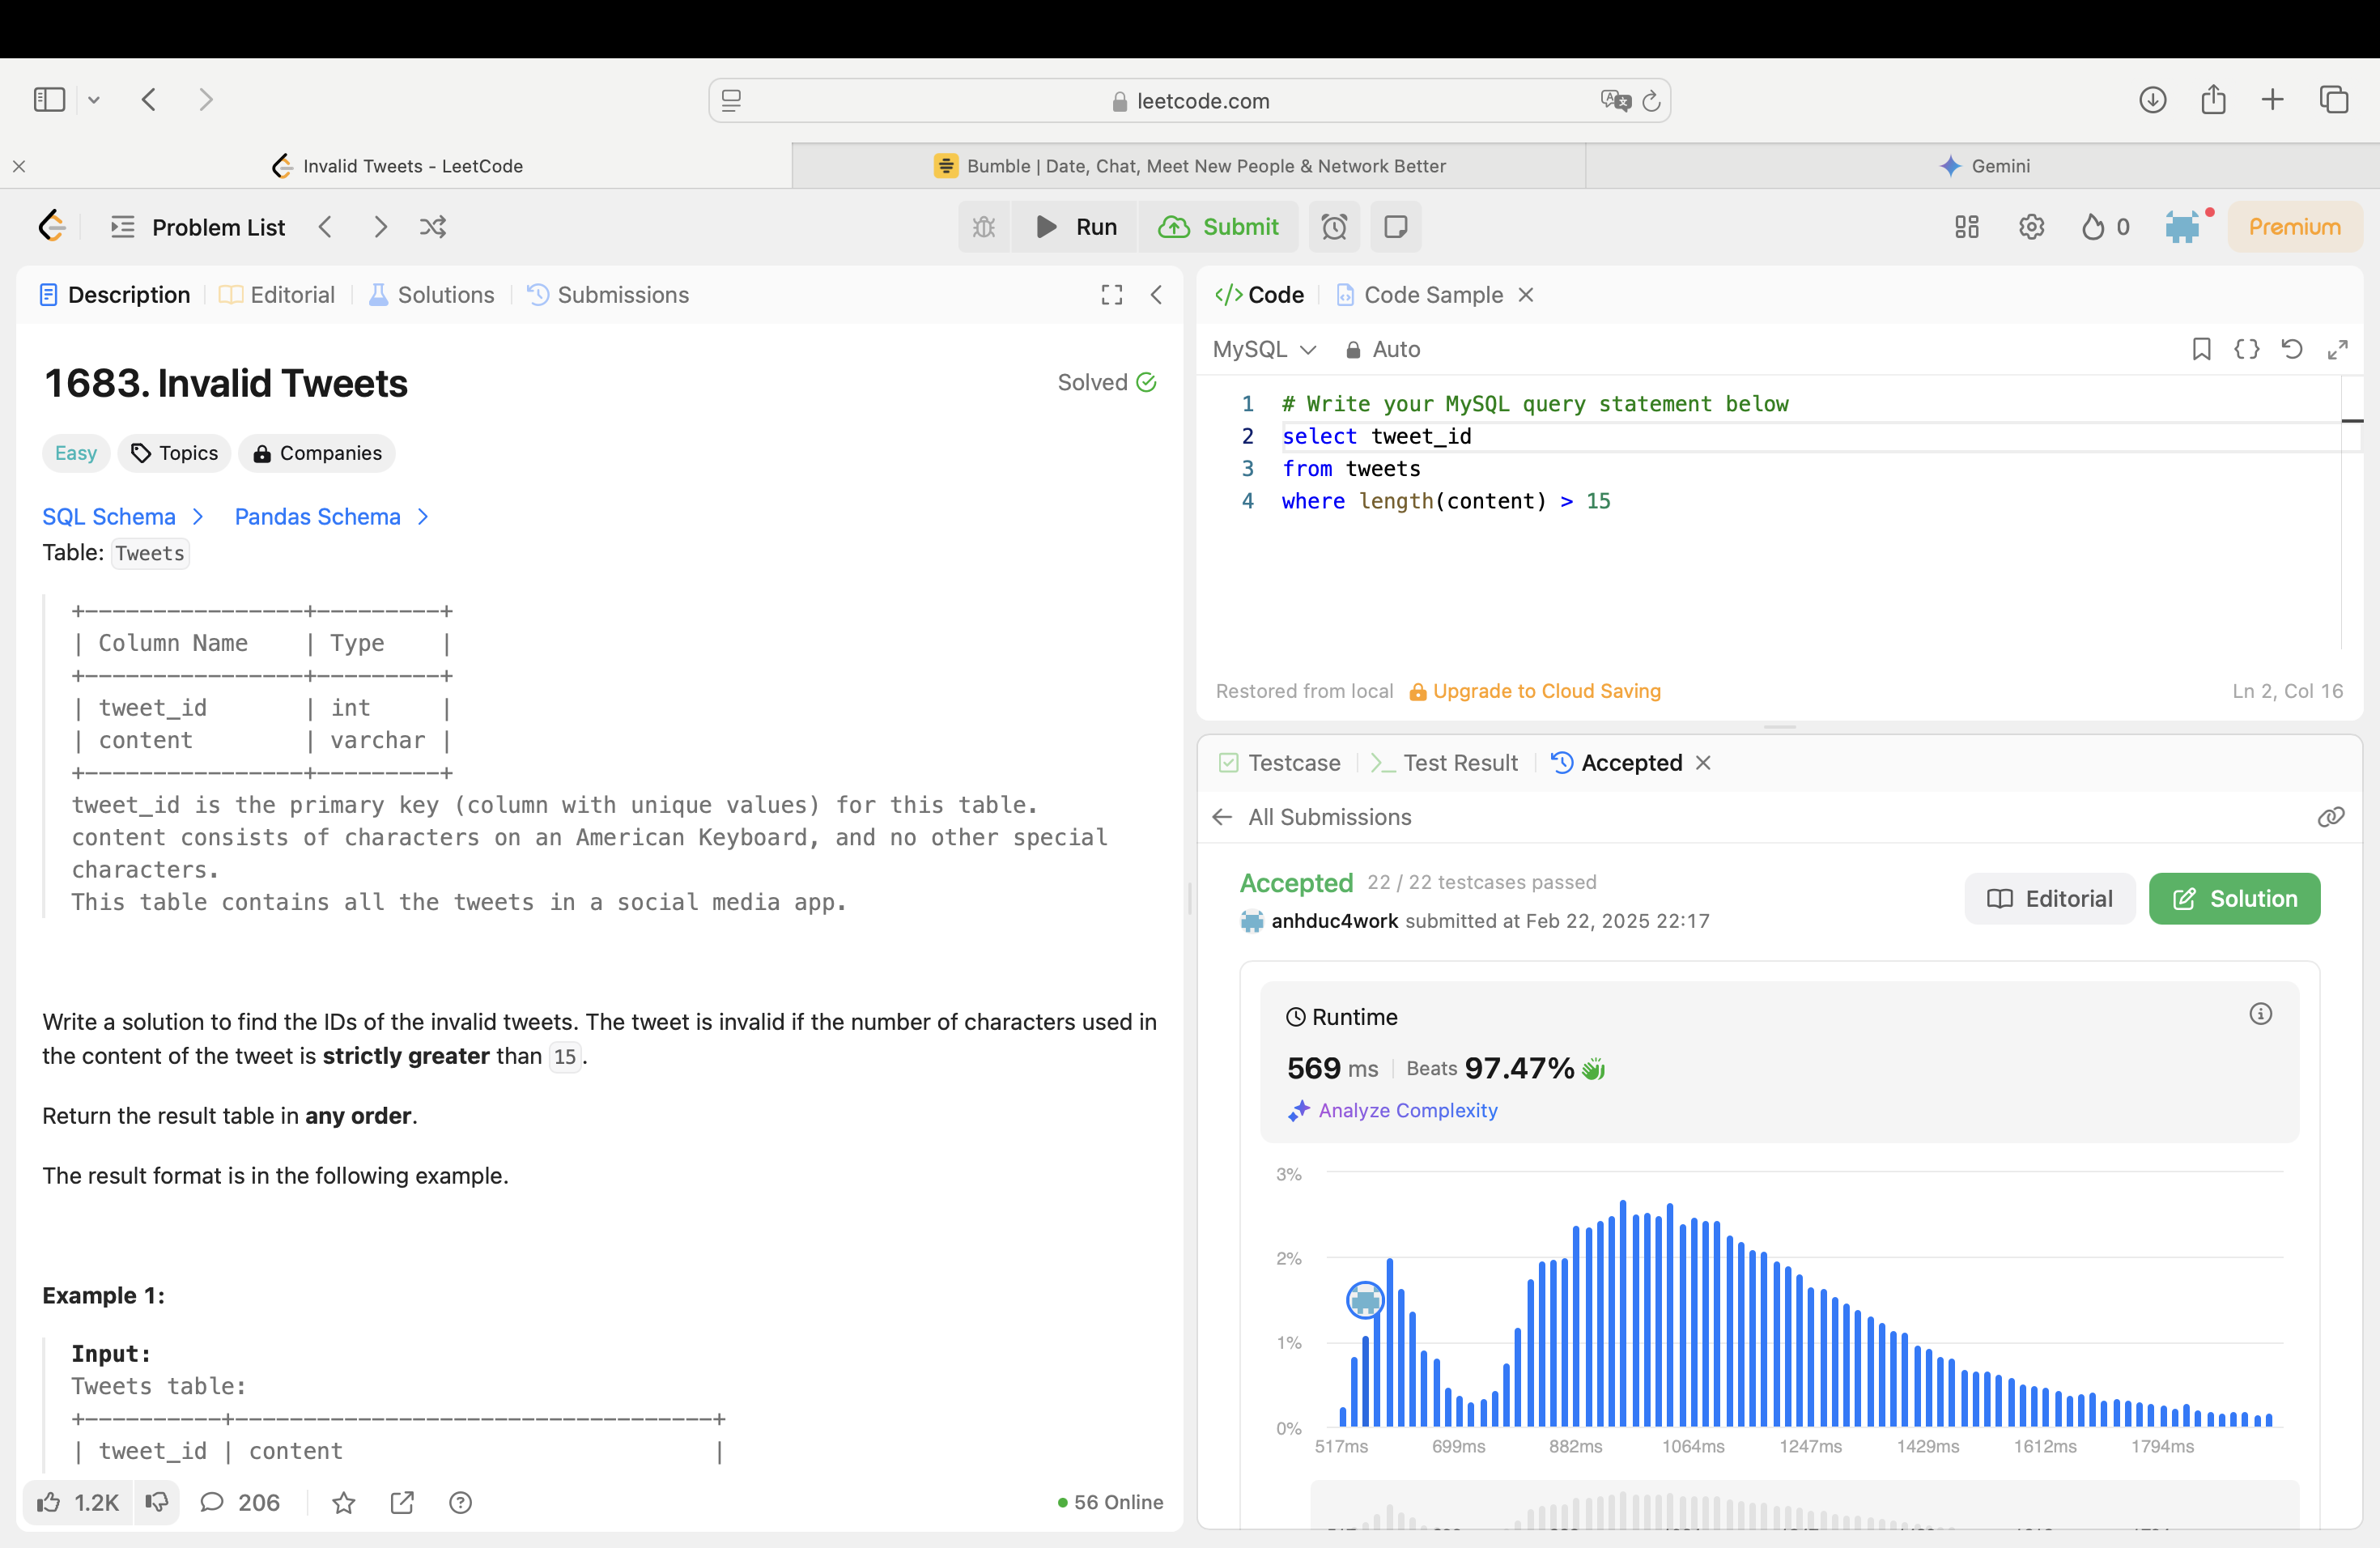 leetcode.com
Invalid Tweets - LeetCode
Bumble | Date, Chat, Meet New People & Network Better
Gemini
Problem List
Run
Submit
0
Premium
Description
Editorial
Solutions
Submissions
1683. Invalid Tweets
Solved
Easy
Topics
Companies
SQL Schema
Pandas Schema
Table: Tweets
+----------------+---------+
| Column Name    | Type    |
+----------------+---------+
| tweet_id       | int     |
| content        | varchar |
+----------------+---------+
tweet_id is the primary key (column with unique values) for this table.
content consists of characters on an American Keyboard, and no other special
characters.
This table contains all the tweets in a social media app.
Write a solution to find the IDs of the invalid tweets. The tweet is invalid if the number of characters used in
the content of the tweet is strictly greater than 15.
Return the result table in any order.
The result format is in the following example.
Example 1:
Input:
Tweets table:
+----------+-----------------------------------+
| tweet_id | content                           |
1.2K
206
56 Online
Code
Code Sample
MySQL
Auto
1 # Write your MySQL query statement below
2 select tweet_id
3 from tweets
4 where length(content) > 15
Restored from local
Upgrade to Cloud Saving
Ln 2, Col 16
Testcase
Test Result
Accepted
All Submissions
Accepted 22 / 22 testcases passed
anhduc4work submitted at Feb 22, 2025 22:17
Editorial
Solution
Runtime
569 ms
Beats 97.47%
Analyze Complexity
3%
2%
1%
0%
517ms
699ms
882ms
1064ms
1247ms
1429ms
1612ms
1794ms